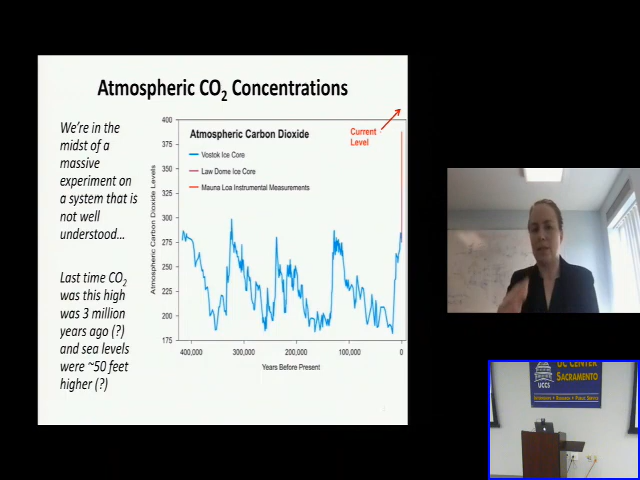 Atmospheric CO₂ Concentrations
We're in the
midst of a
massive
experiment on
a system that is
not well
understood...
Last time CO₂
was this high
was 3 million
years ago (?)
and sea levels
were ~50 feet
higher (?)
Atmospheric Carbon Dioxide
Vostok Ice Core
Law Dome Ice Core
Mauna Loa Instrumental Measurements
Current
Level
Atmospheric Carbon Dioxide Levels
400
375
350
325
300
275
250
225
200
175
400,000
300,000
200,000
100,000
0
Years Before Present
UC CENTER
SACRAMENTO
UCCS